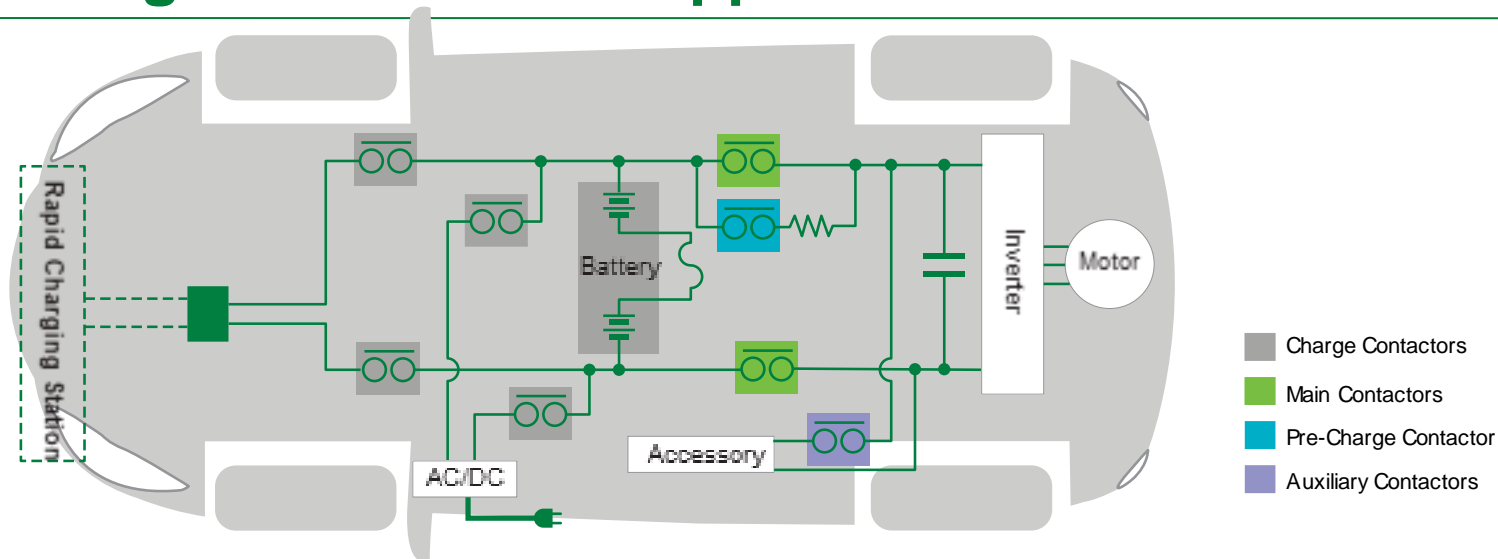 Rapid Charging Station
Battery
Inverter
Motor
Accessory
AC/DC
Charge Contactors
Main Contactors
Pre-Charge Contactor
Auxiliary Contactors